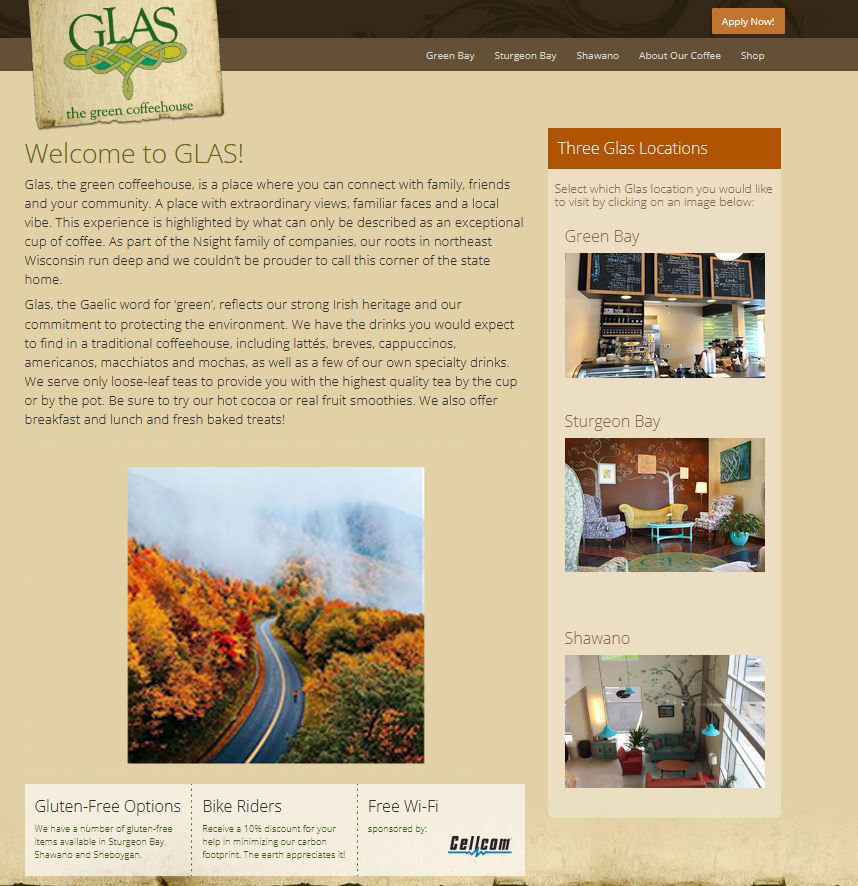 GLAS
the green coffeehouse
Apply Now!
Green Bay Sturgeon Bay Shawano About Our Coffee Shop
Welcome to GLAS!
Glas, the green coffeehouse, is a place where you can connect with family, friends
and your community. A place with extraordinary views, familiar faces and a local
vibe. This experience is highlighted by what can only be described as an exceptional
cup of coffee. As part of the Nsight family of companies, our roots in northeast
Wisconsin run deep and we couldn't be prouder to call this corner of the state
home.
Glas, the Gaelic word for ‘green’, reflects our strong Irish heritage and our
commitment to protecting the environment. We have the drinks you would expect
to find in a traditional coffeehouse, including lattés, breves, cappuccinos,
americanos, macchiatos and mochas, as well as a few of our own specialty drinks.
We serve only loose-leaf teas to provide you with the highest quality tea by the cup
or by the pot. Be sure to try our hot cocoa or real fruit smoothies. We also offer
breakfast and lunch and fresh baked treats!
Three Glas Locations
Select which Glas location you would like
to visit by clicking on an image below:
Green Bay
Sturgeon Bay
GLAS
Shawano
Gluten-Free Options
We have a number of gluten-free
items available in Sturgeon Bay,
Shawano and Sheboygan.
Bike Riders
Receive a 10% discount for your
help in minimizing our carbon
footprint. The earth appreciates it!
Free Wi-Fi
sponsored by:
Cellcom